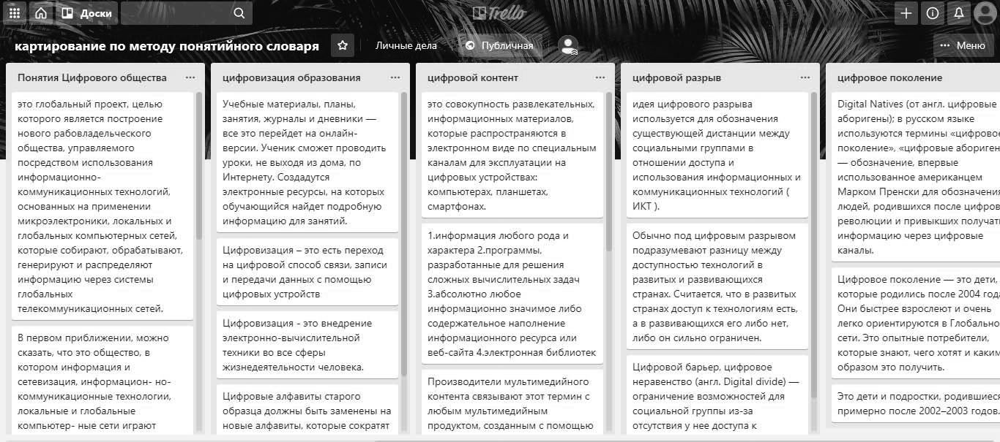 Доски
Trello
картирование по методу понятийного словаря
Личные дела
Публичная
Меню
Понятия Цифрового общества
это глобальный проект, целью
которого является построение
нового рабовладельческого
общества, управляемого
посредством использования
информационно-
коммуникационных технологий,
основанных на применении
микроэлектроники, локальных и
глобальных компьютерных сетей,
которые собирают, обрабатывают,
генерируют и распределяют
информацию через системы
глобальных
телекоммуникационных сетей.
В первом приближении, можно
сказать, что это общество, в
котором информация и
сетевизация, информацион- но-
коммуникационные технологии,
локальные и глобальные
компьютер- ные сети играют
цифровизация образования
Учебные материалы, планы,
занятия, журналы и дневники —
все это перейдет на онлайн-
версии. Ученик сможет проводить
уроки, не выходя из дома, по
Интернету. Создадутся
электронные ресурсы, на которых
обучающийся найдет подробную
информацию для занятий.
Цифровизация – это есть переход
на цифровой способ связи, записи
и передачи данных с помощью
цифровых устройств
Цифровизация - это внедрение
электронно-вычислительной
техники во все сферы
жизнедеятельности человека.
Цифровые алфавиты старого
образца должны быть заменены на
новые алфавиты, которые сократят
цифровой контент
это совокупность развлекательных,
информационных материалов,
которые распространяются в
электронном виде по специальным
каналам для эксплуатации на
цифровых устройствах:
компьютерах, планшетах,
смартфонах.
1.информация любого рода и
характера 2.программы,
разработанные для решения
сложных вычислительных задач
3.абсолютно любое
информационно значимое либо
содержательное наполнение
информационного ресурса или
веб-сайта 4.электронная библиотек
Производители мультимедийного
контента связывают этот термин с
любым мультимедийным
продуктом, созданным с помощью
цифровой разрыв
идея цифрового разрыва
используется для обозначения
существующей дистанции между
социальными группами в
отношении доступа и
использования информационных и
коммуникационных технологий (
ИКТ ).
Обычно под цифровым разрывом
подразумевают разницу между
доступностью технологий в
развитых и развивающихся
странах. Считается, что в развитых
странах доступ к технологиям есть,
а в развивающихся его либо нет,
либо он сильно ограничен.
Цифровой барьер, цифровое
неравенство (англ. Digital divide) —
ограничение возможностей для
социальной группы из-за
отсутствия у нее доступа к
цифровое поколение
Digital Natives (от англ. цифровые
аборигены); в русском языке
используются термины «цифровое
поколение», «цифровые абориген
— обозначение, впервые
использованное американцем
Марком Пренски для обозначения
людей, родившихся после цифров
революции и привыкших получат
информацию через цифровые
каналы.
Цифровое поколение — это дети,
которые родились после 2004 года
Они быстрее взрослеют и очень
легко ориентируются в Глобально
сети. Это опытные потребители,
которые знают, чего хотят и каким
образом это получить.
Это дети и подростки, родившиес
примерно после 2002–2003 годов.